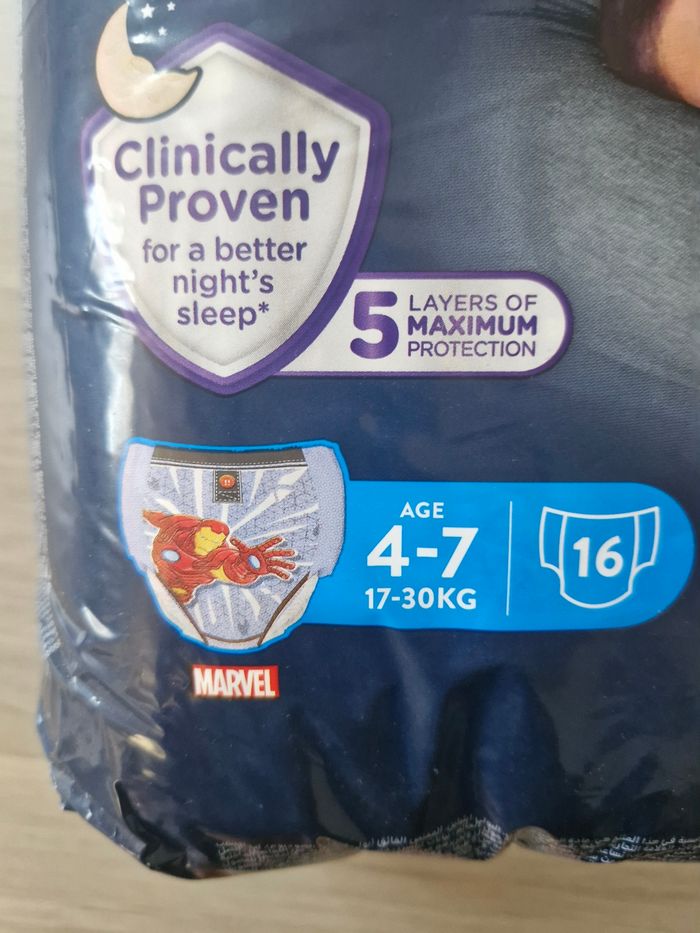 Clinically
Proven
for a better
night's
sleep*
5 LAYERS OF
MAXIMUM
PROTECTION
AGE
4-7
17-30KG
16
MARVEL